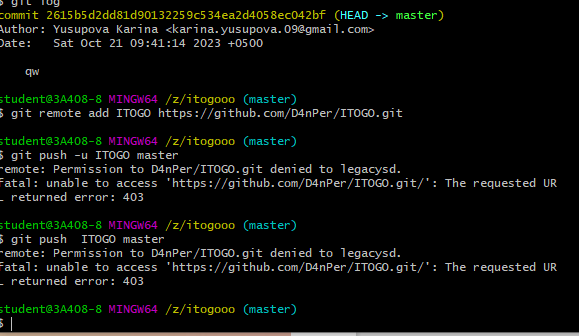 $ git log
commit 2615b5d2dd81d90132259c534ea2d4058ec042bf (HEAD -> master)
Author: Yusupova Karina <karina.yusupova.09@gmail.com>
Date:   Sat Oct 21 09:41:14 2023 +0500
qw
student@3A408-8 MINGW64 /z/itogooo (master)
$ git remote add ITOGO https://github.com/D4nPer/ITOGO.git
student@3A408-8 MINGW64 /z/itogooo (master)
$ git push -u ITOGO master
remote: Permission to D4nPer/ITOGO.git denied to legacysd.
fatal: unable to access 'https://github.com/D4nPer/ITOGO.git/': The requested UR
L returned error: 403
student@3A408-8 MINGW64 /z/itogooo (master)
$ git push  ITOGO master
remote: Permission to D4nPer/ITOGO.git denied to legacysd.
fatal: unable to access 'https://github.com/D4nPer/ITOGO.git/': The requested UR
L returned error: 403
student@3A408-8 MINGW64 /z/itogooo (master)
$